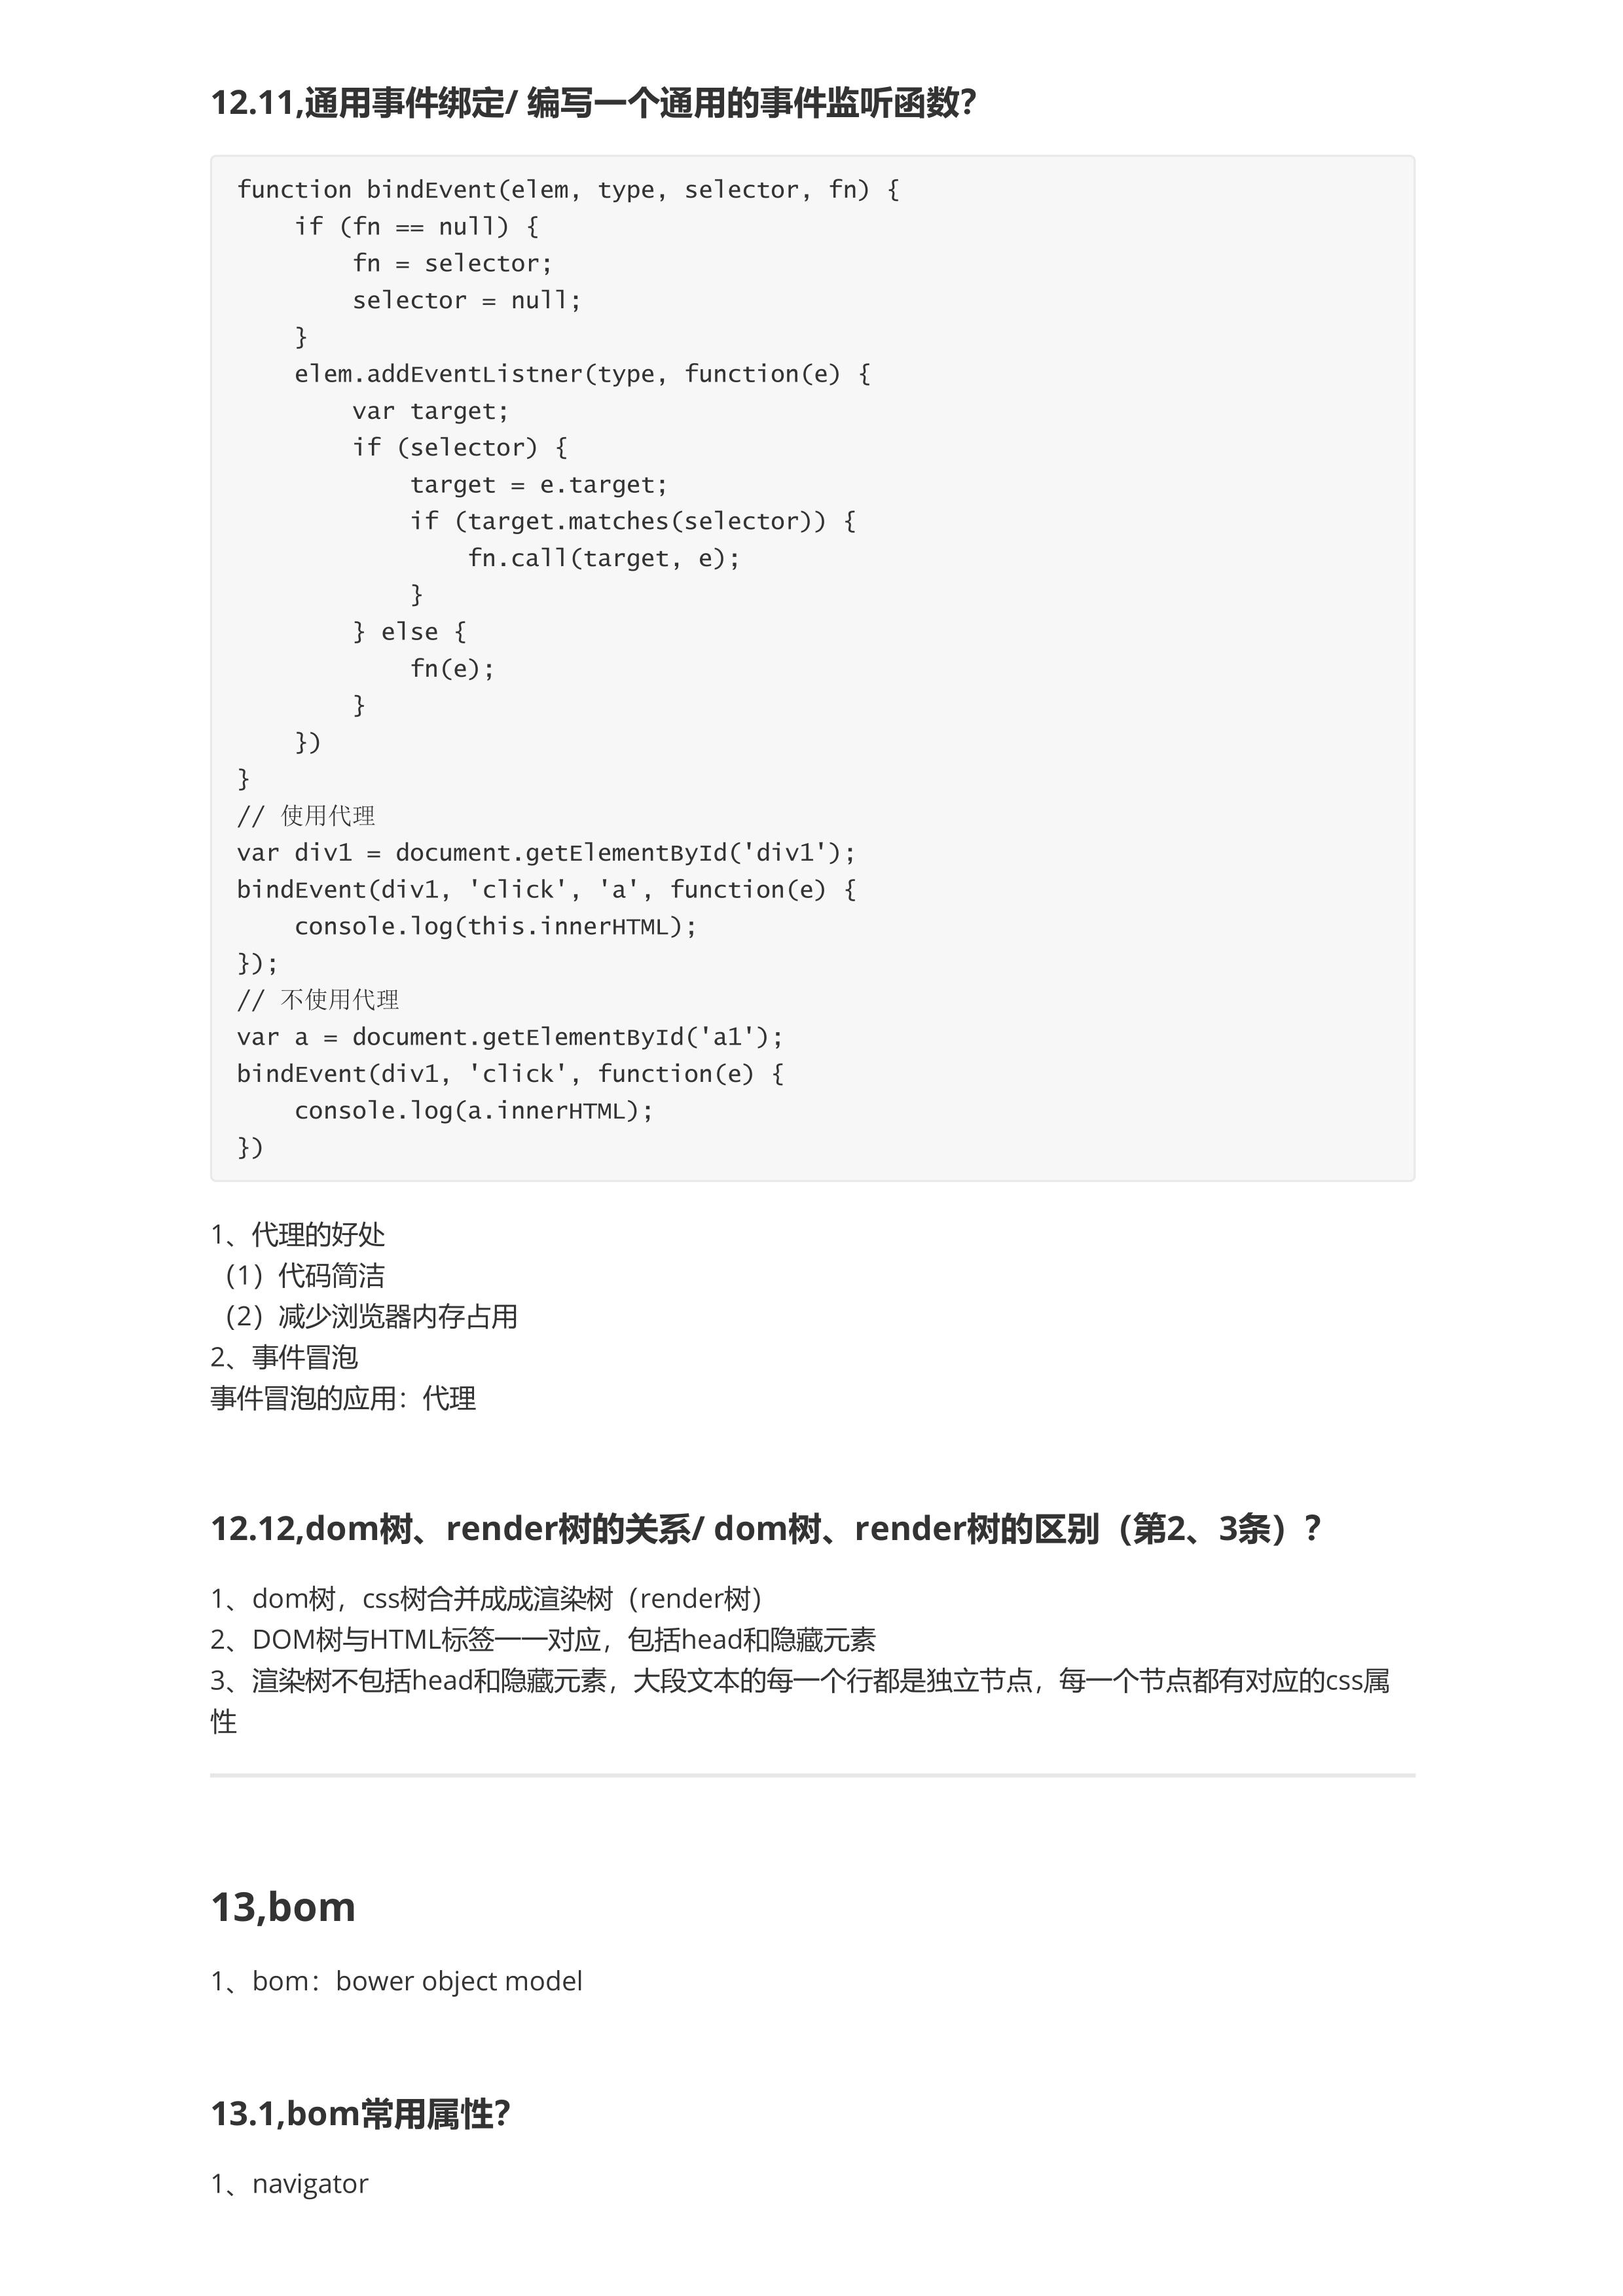 12.11,通用事件绑定/ 编写一个通用的事件监听函数?
function bindEvent(elem, type, selector, fn) {
    if (fn == null) {
        fn = selector;
        selector = null;
    }
    elem.addEventListner(type, function(e) {
        var target;
        if (selector) {
            target = e.target;
            if (target.matches(selector)) {
                fn.call(target, e);
            }
        } else {
            fn(e);
        }
    })
}
// 使用代理
var div1 = document.getElementById('div1');
bindEvent(div1, 'click', 'a', function(e) {
    console.log(this.innerHTML);
});
// 不使用代理
var a = document.getElementById('a1');
bindEvent(div1, 'click', function(e) {
    console.log(a.innerHTML);
})
1、代理的好处
（1）代码简洁
（2）减少浏览器内存占用
2、事件冒泡
事件冒泡的应用：代理
12.12,dom树、render树的关系/ dom树、render树的区别（第2、3条）?
1、dom树，css树合并成成渲染树（render树）
2、DOM树与HTML标签一一对应，包括head和隐藏元素
3、渲染树不包括head和隐藏元素，大段文本的每一个行都是独立节点，每一个节点都有对应的css属
性
13,bom
1、bom：bower object model
13.1,bom常用属性?
1、navigator